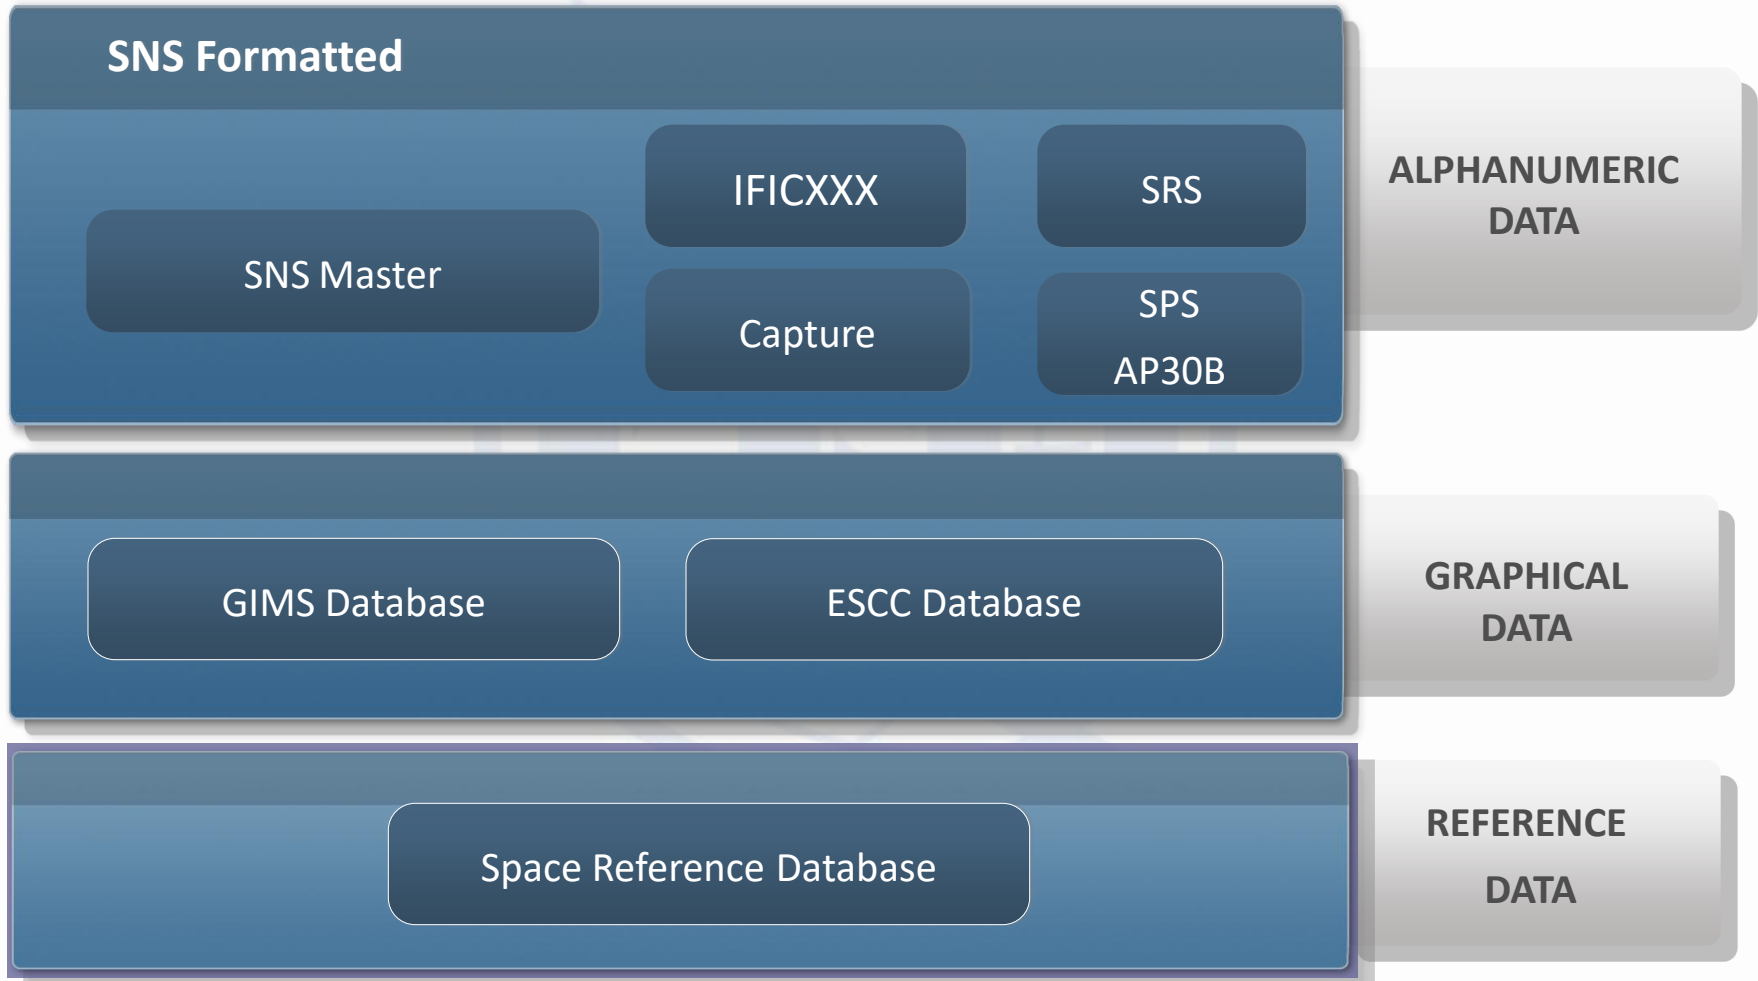 SNS Formatted
IFICXXX
SRS
SNS Master
Capture
SPS
AP30B
ALPHANUMERIC
DATA
GIMS Database
ESCC Database
GRAPHICAL
DATA
Space Reference Database
REFERENCE
DATA